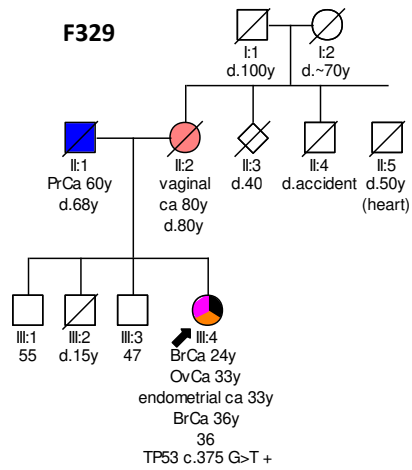 F329
I:1
d.100y
I:2
d.~70y
II:1
PrCa 60y
d.68y
II:2
vaginal
ca 80y
d.80y
II:3
d.40
II:4
d.accident
II:5
d.50y
(heart)
III:1
55
III:2
d.15y
III:3
47
III:4
BrCa 24y
OvCa 33y
endometrial ca 33y
BrCa 36y
36
TP53 c.375 G>T +